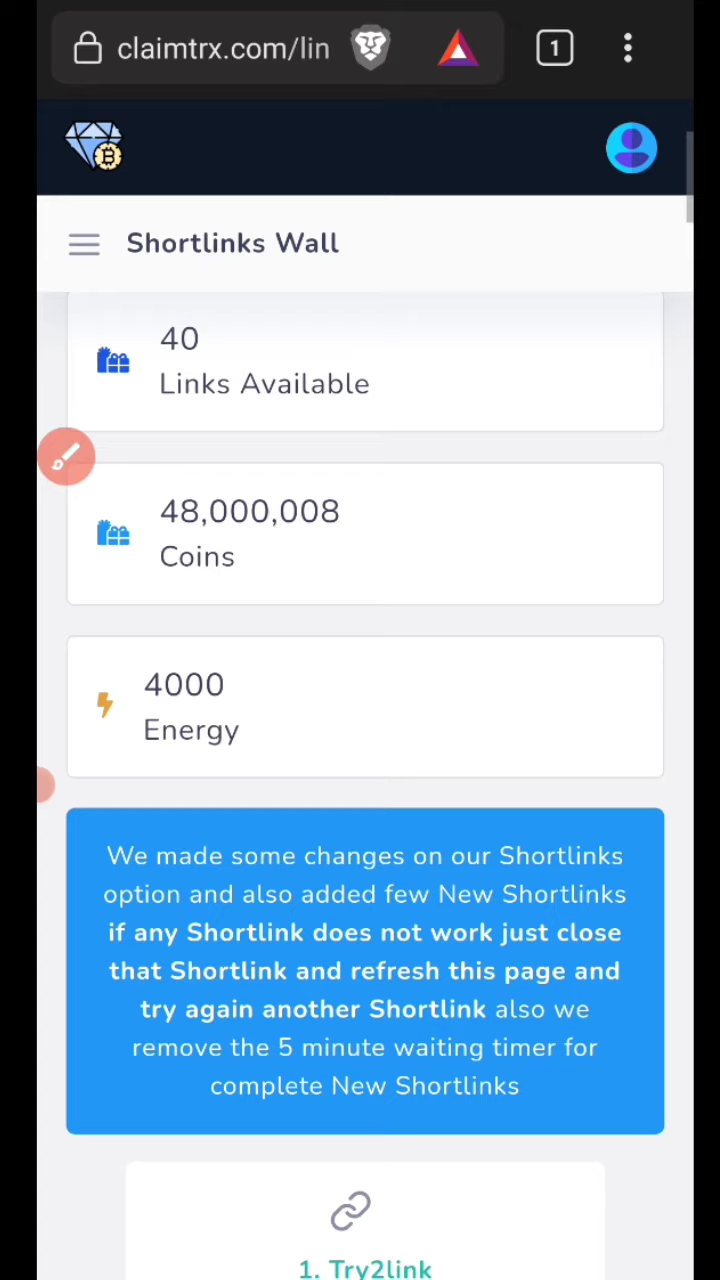 claimtrx.com/lin
1
Shortlinks Wall
40
Links Available
48,000,008
Coins
4000
Energy
We made some changes on our Shortlinks
option and also added few New Shortlinks
if any Shortlink does not work just close
that Shortlink and refresh this page and
try again another Shortlink also we
remove the 5 minute waiting timer for
complete New Shortlinks
1. Try2link